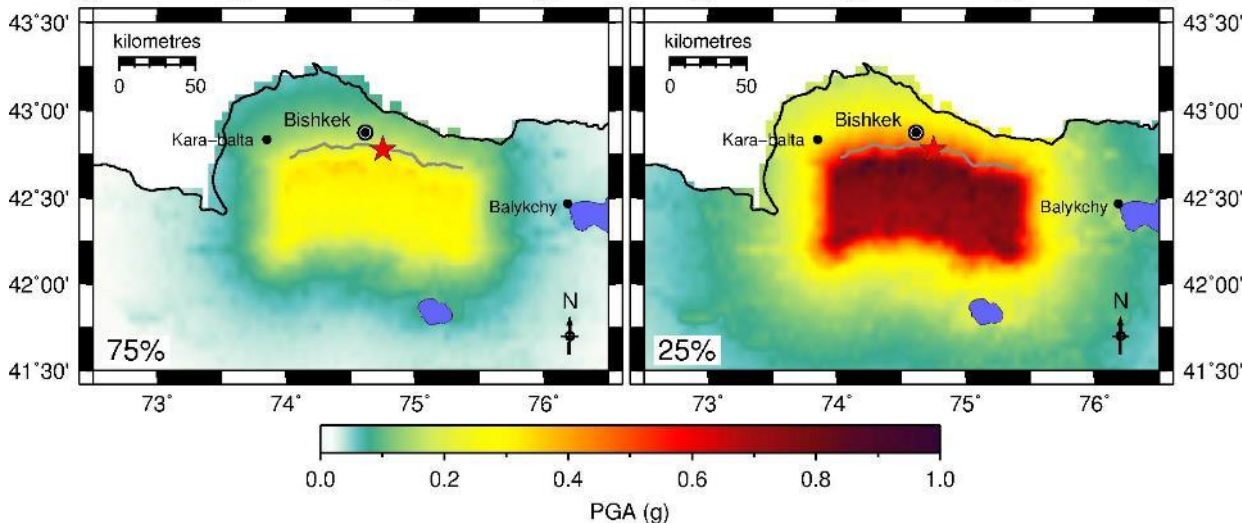 43˚30'
43˚00'
42˚30'
42˚00'
41˚30'
kilometres
0 50
Bishkek
Kara-balta
Balykchy
N
75%
73˚ 74˚ 75˚ 76˚
kilometres
0 50
Bishkek
Kara-balta
Balykchy
N
25%
73˚ 74˚ 75˚ 76˚
43˚30'
43˚00'
42˚30'
42˚00'
41˚30'
0.0 0.2 0.4 0.6 0.8 1.0
PGA (g)